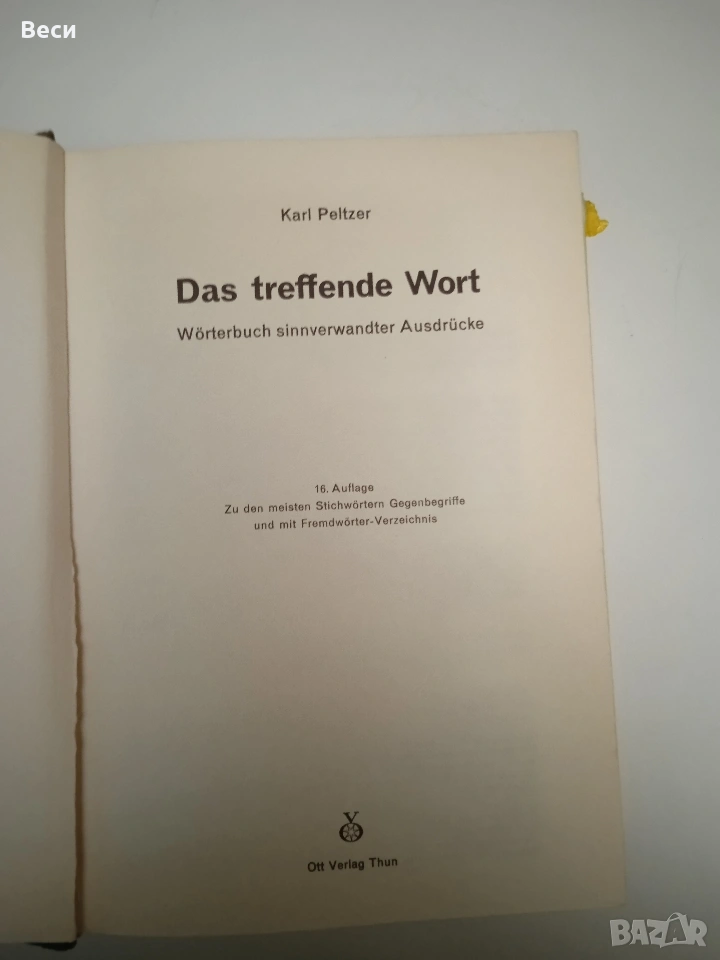 Веси
Karl Peltzer
Das treffende Wort
Wörterbuch sinnverwandter Ausdrücke
16. Auflage
Zu den meisten Stichwörtern Gegenbegriffe
und mit Fremdwörter-Verzeichnis
Ott Verlag Thun
BAZAR